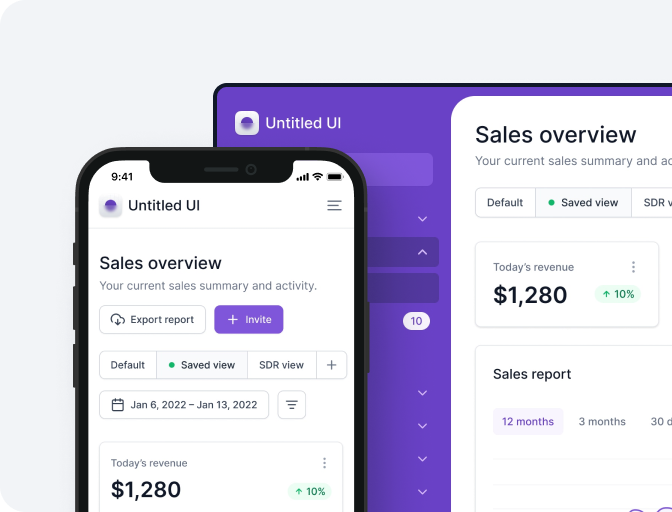 Untitled UI
10
Sales overview
Your current sales summary and
Default
Saved view
SDR
Today's revenue
$1,280
10%
Sales report
12 months
3 months
30
9:41
Untitled UI
Sales overview
Your current sales summary and activity.
Export report
Invite
Default
Saved view
SDR view
Jan 6, 2022 – Jan 13, 2022
Today's revenue
$1,280
10%